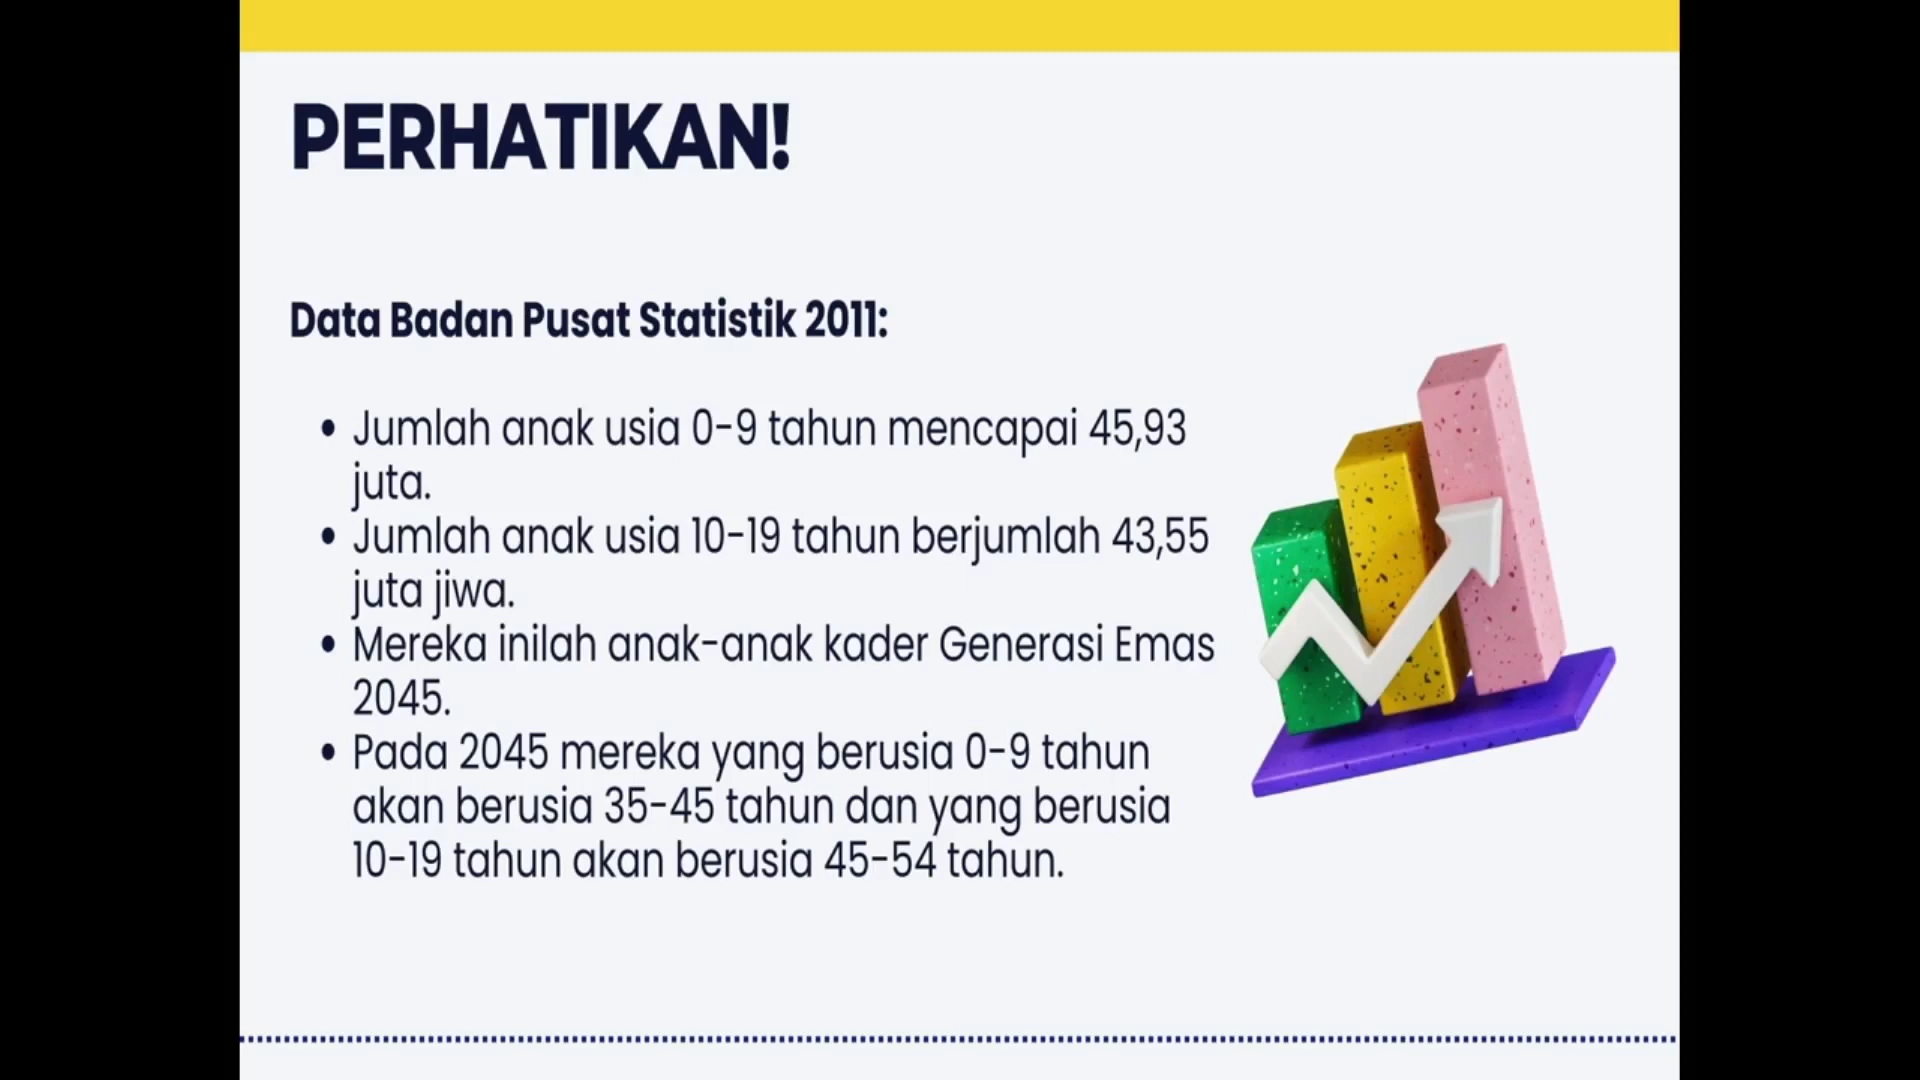 PERHATIKAN!
Data Badan Pusat Statistik 2011:
• Jumlah anak usia 0-9 tahun mencapai 45,93
juta.
• Jumlah anak usia 10-19 tahun berjumlah 43,55
juta jiwa.
• Mereka inilah anak-anak kader Generasi Emas
2045.
• Pada 2045 mereka yang berusia 0-9 tahun
akan berusia 35-45 tahun dan yang berusia
10-19 tahun akan berusia 45-54 tahun.